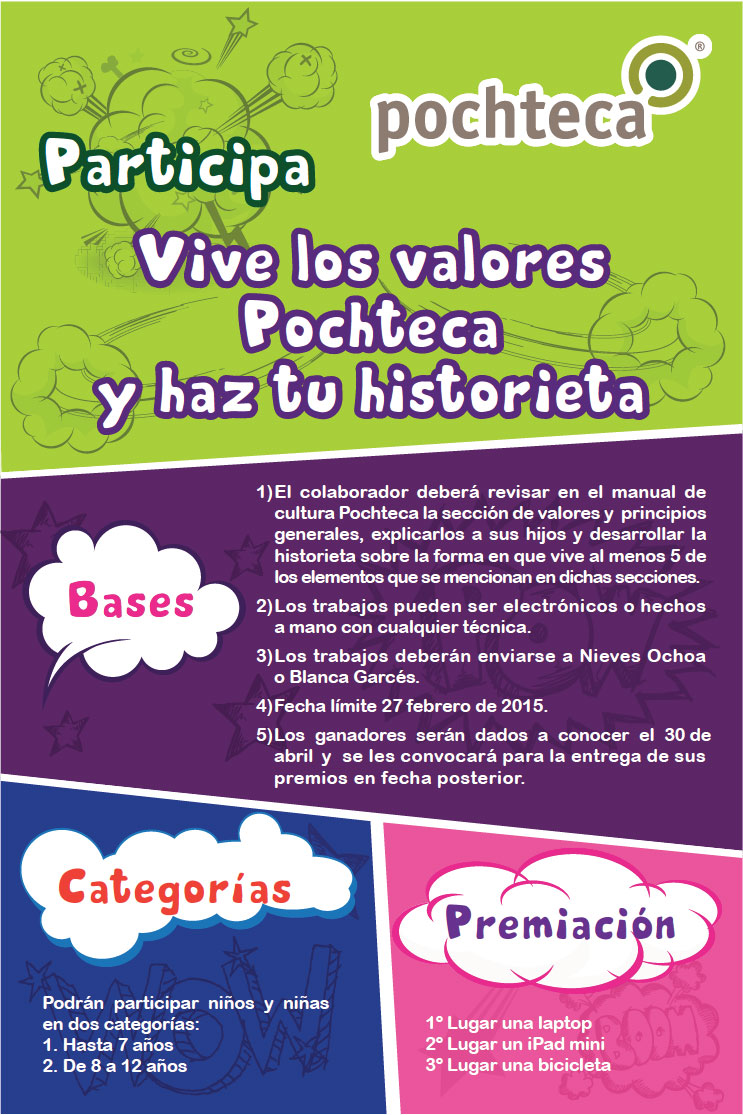 pochteca®
Participa
Vive los valores
Pochteca
y haz tu historieta
Bases
1)El colaborador deberá revisar en el manual de
cultura Pochteca la sección de valores y principios
generales, explicarlos a sus hijos y desarrollar la
historieta sobre la forma en que vive al menos 5 de
los elementos que se mencionan en dichas secciones.
2)Los trabajos pueden ser electrónicos o hechos
a mano con cualquier técnica.
3)Los trabajos deberán enviarse a Nieves Ochoa
o Blanca Garcés.
4)Fecha límite 27 febrero de 2015.
5)Los ganadores serán dados a conocer el 30 de
abril y se les convocará para la entrega de sus
premios en fecha posterior.
Categorías
Podrán participar niños y niñas
en dos categorías:
1. Hasta 7 años
2. De 8 a 12 años
WOW
Premiación
1º Lugar una laptop
2º Lugar un iPad mini
3º Lugar una bicicleta
BOOM